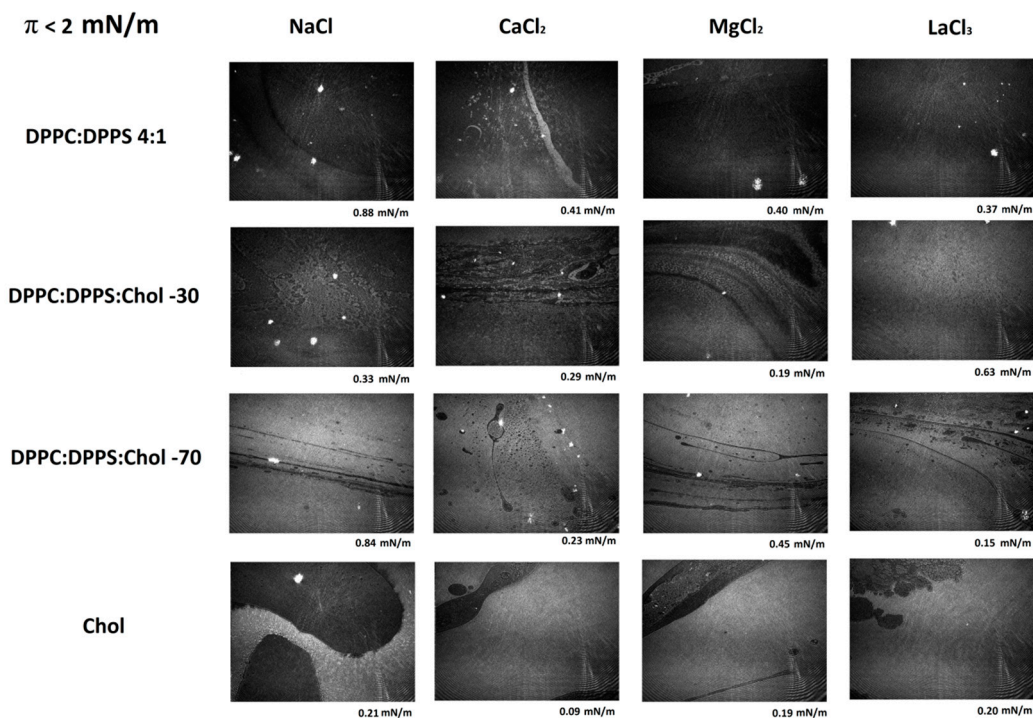 π < 2 mN/m
NaCl
CaCl₂
MgCl₂
LaCl₃
DPPC:DPPS 4:1
0.88 mN/m
0.41 mN/m
0.40 mN/m
0.37 mN/m
DPPC:DPPS:Chol -30
0.33 mN/m
0.29 mN/m
0.19 mN/m
0.63 mN/m
DPPC:DPPS:Chol -70
0.84 mN/m
0.23 mN/m
0.45 mN/m
0.15 mN/m
Chol
0.21 mN/m
0.09 mN/m
0.19 mN/m
0.20 mN/m